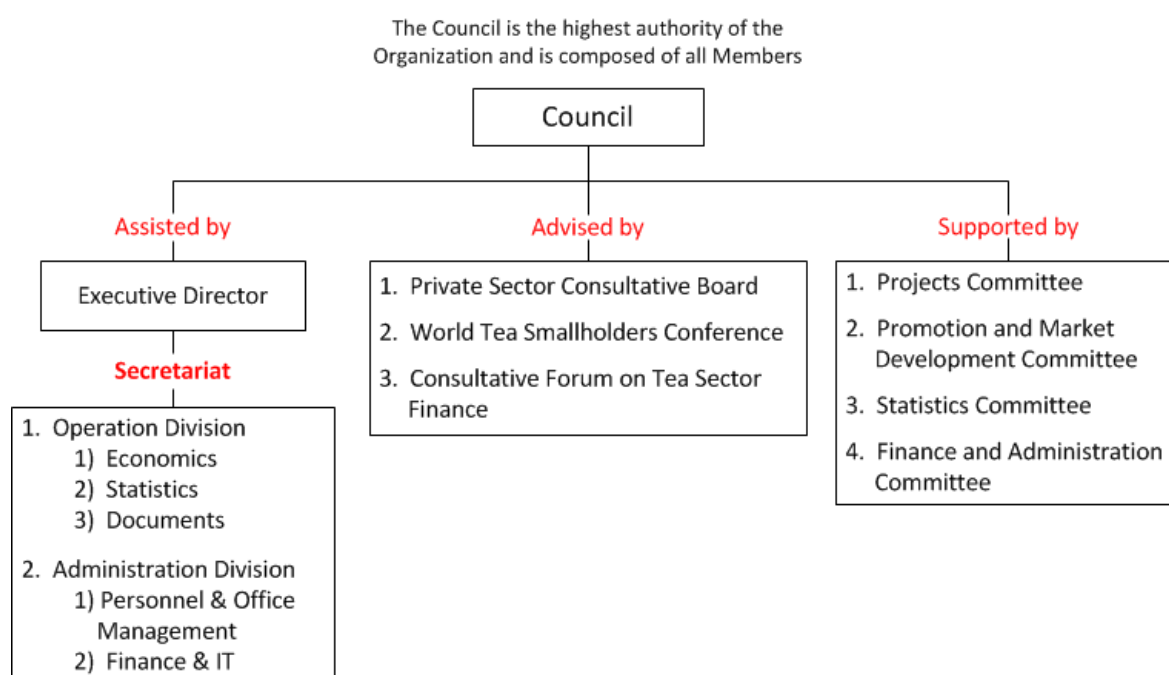 The Council is the highest authority of the
Organization and is composed of all Members
Council
Assisted by
Executive Director
Secretariat
1. Operation Division
1) Economics
2) Statistics
3) Documents
2. Administration Division
1) Personnel & Office
Management
2) Finance & IT
Advised by
1. Private Sector Consultative Board
2. World Tea Smallholders Conference
3. Consultative Forum on Tea Sector
Finance
Supported by
1. Projects Committee
2. Promotion and Market
Development Committee
3. Statistics Committee
4. Finance and Administration
Committee